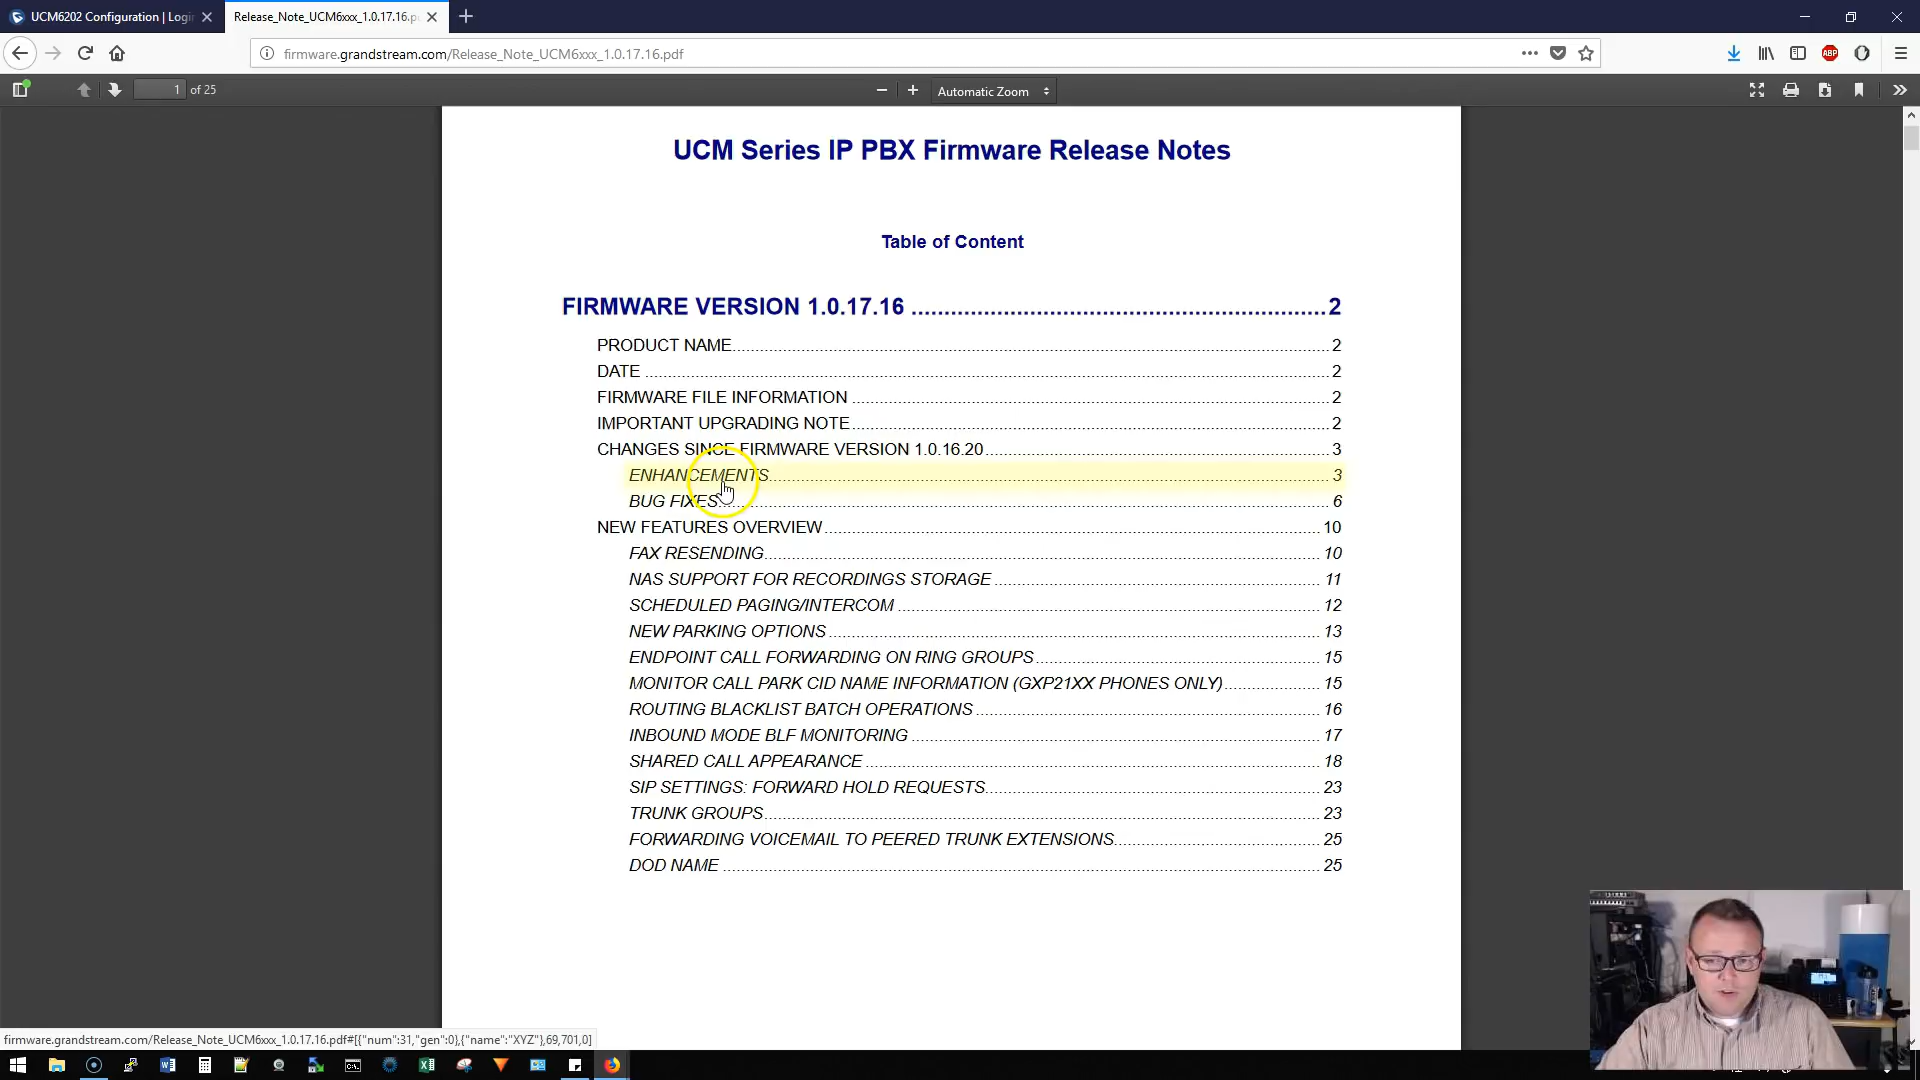 UCM6202 Configuration | Logi
Release_Note_UCM6xxx_1.0.17.16.p
firmware.grandstream.com/Release_Note_UCM6xxx_1.0.17.16.pdf
1 of 25
Automatic Zoom
ABP
UCM Series IP PBX Firmware Release Notes
Table of Content
FIRMWARE VERSION 1.0.17.16 ................................................................ 2
PRODUCT NAME ................................................................ 2
DATE ................................................................ 2
FIRMWARE FILE INFORMATION ................................................................ 2
IMPORTANT UPGRADING NOTE ................................................................ 2
CHANGES SINCE FIRMWARE VERSION 1.0.16.20 ................................................................ 3
ENHANCEMENTS ................................................................ 3
BUG FIXES ................................................................ 6
NEW FEATURES OVERVIEW ................................................................ 10
FAX RESENDING ................................................................ 10
NAS SUPPORT FOR RECORDINGS STORAGE ................................................................ 11
SCHEDULED PAGING/INTERCOM ................................................................ 12
NEW PARKING OPTIONS ................................................................ 13
ENDPOINT CALL FORWARDING ON RING GROUPS ................................................................ 15
MONITOR CALL PARK CID NAME INFORMATION (GXP21XX PHONES ONLY) ........................ 15
ROUTING BLACKLIST BATCH OPERATIONS ................................................................ 16
INBOUND MODE BLF MONITORING ................................................................ 17
SHARED CALL APPEARANCE ................................................................ 18
SIP SETTINGS: FORWARD HOLD REQUESTS ................................................................ 23
TRUNK GROUPS ................................................................ 23
FORWARDING VOICEMAIL TO PEERED TRUNK EXTENSIONS ................................................ 25
DOD NAME ................................................................ 25
firmware.grandstream.com/Release_Note_UCM6xxx_1.0.17.16.pdf#[{"num":31,"gen":0},{"name":"XYZ"},69,701,0]